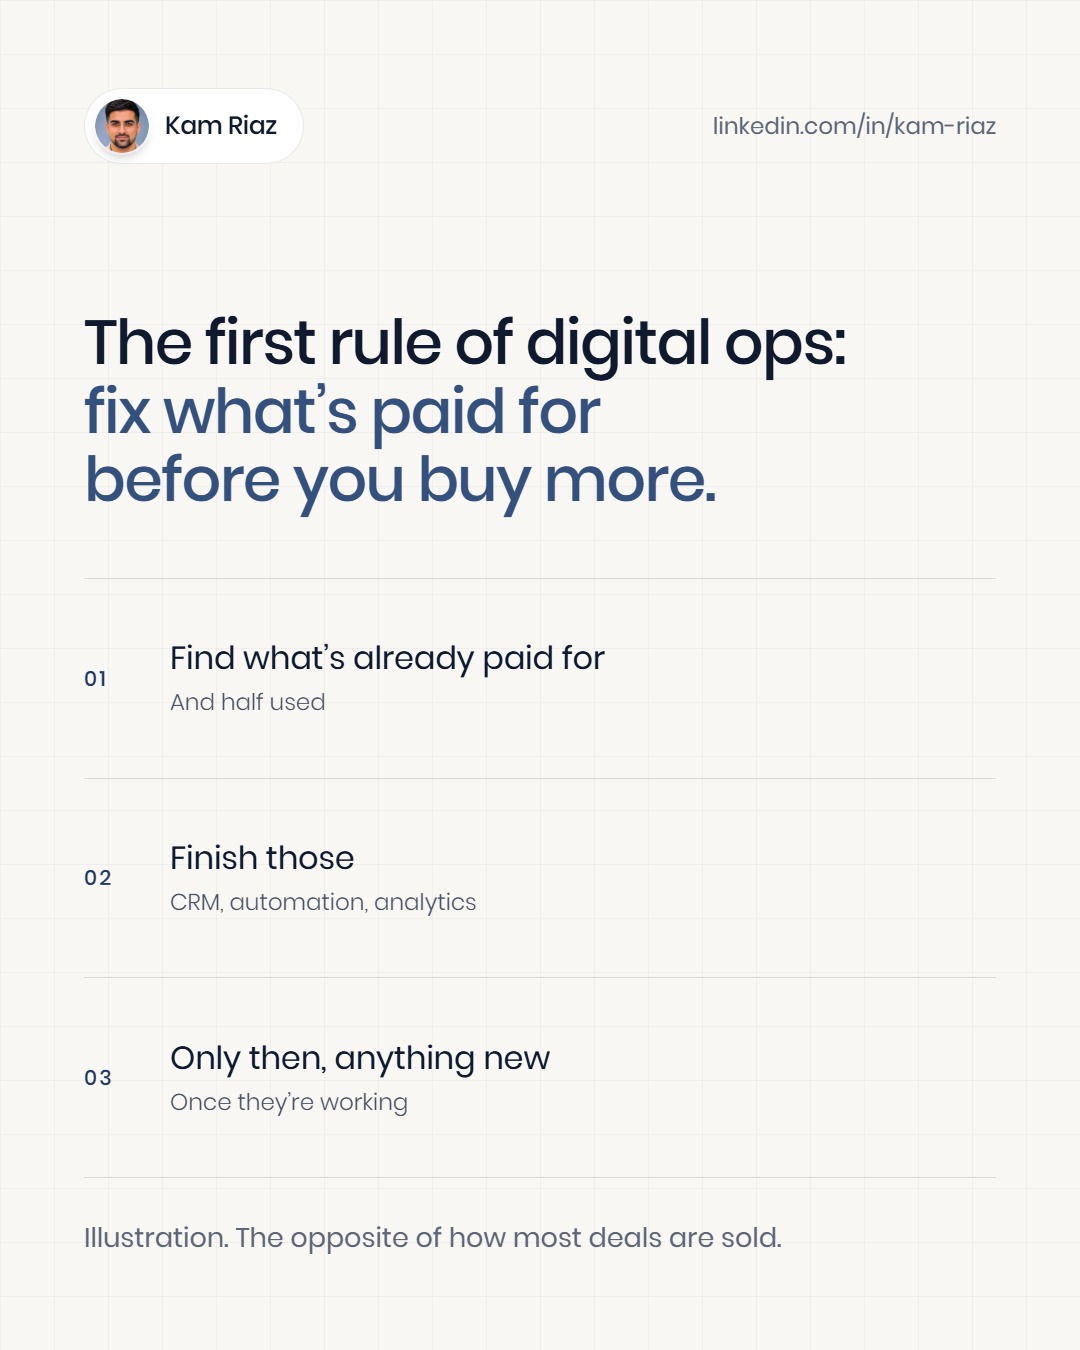 Kam Riaz
linkedin.com/in/kam-riaz
The first rule of digital ops:
fix what’s paid for
before you buy more.
01
Find what’s already paid for
And half used
02
Finish those
CRM, automation, analytics
03
Only then, anything new
Once they’re working
Illustration. The opposite of how most deals are sold.